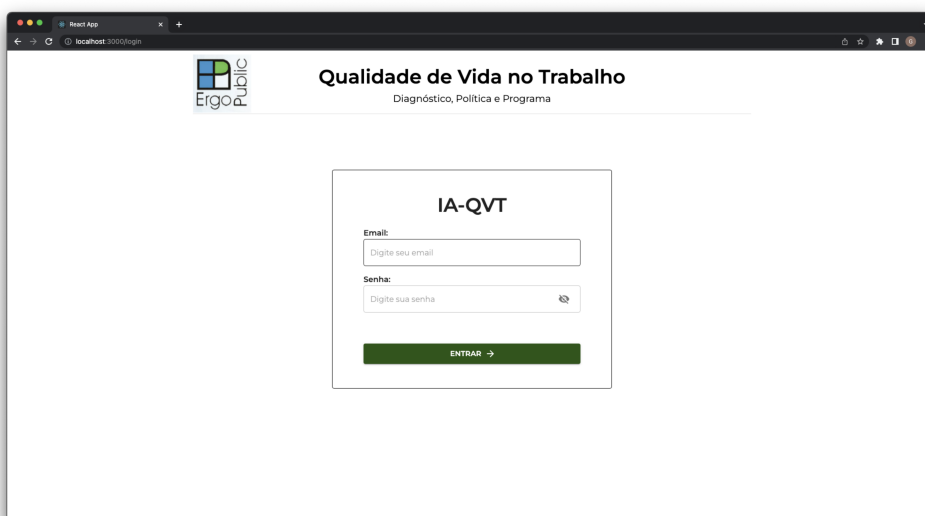 React App
localhost:3000/login
Ergo
Public
Qualidade de Vida no Trabalho
Diagnóstico, Política e Programa
IA-QVT
Email:
Digite seu email
Senha:
Digite sua senha
ENTRAR →